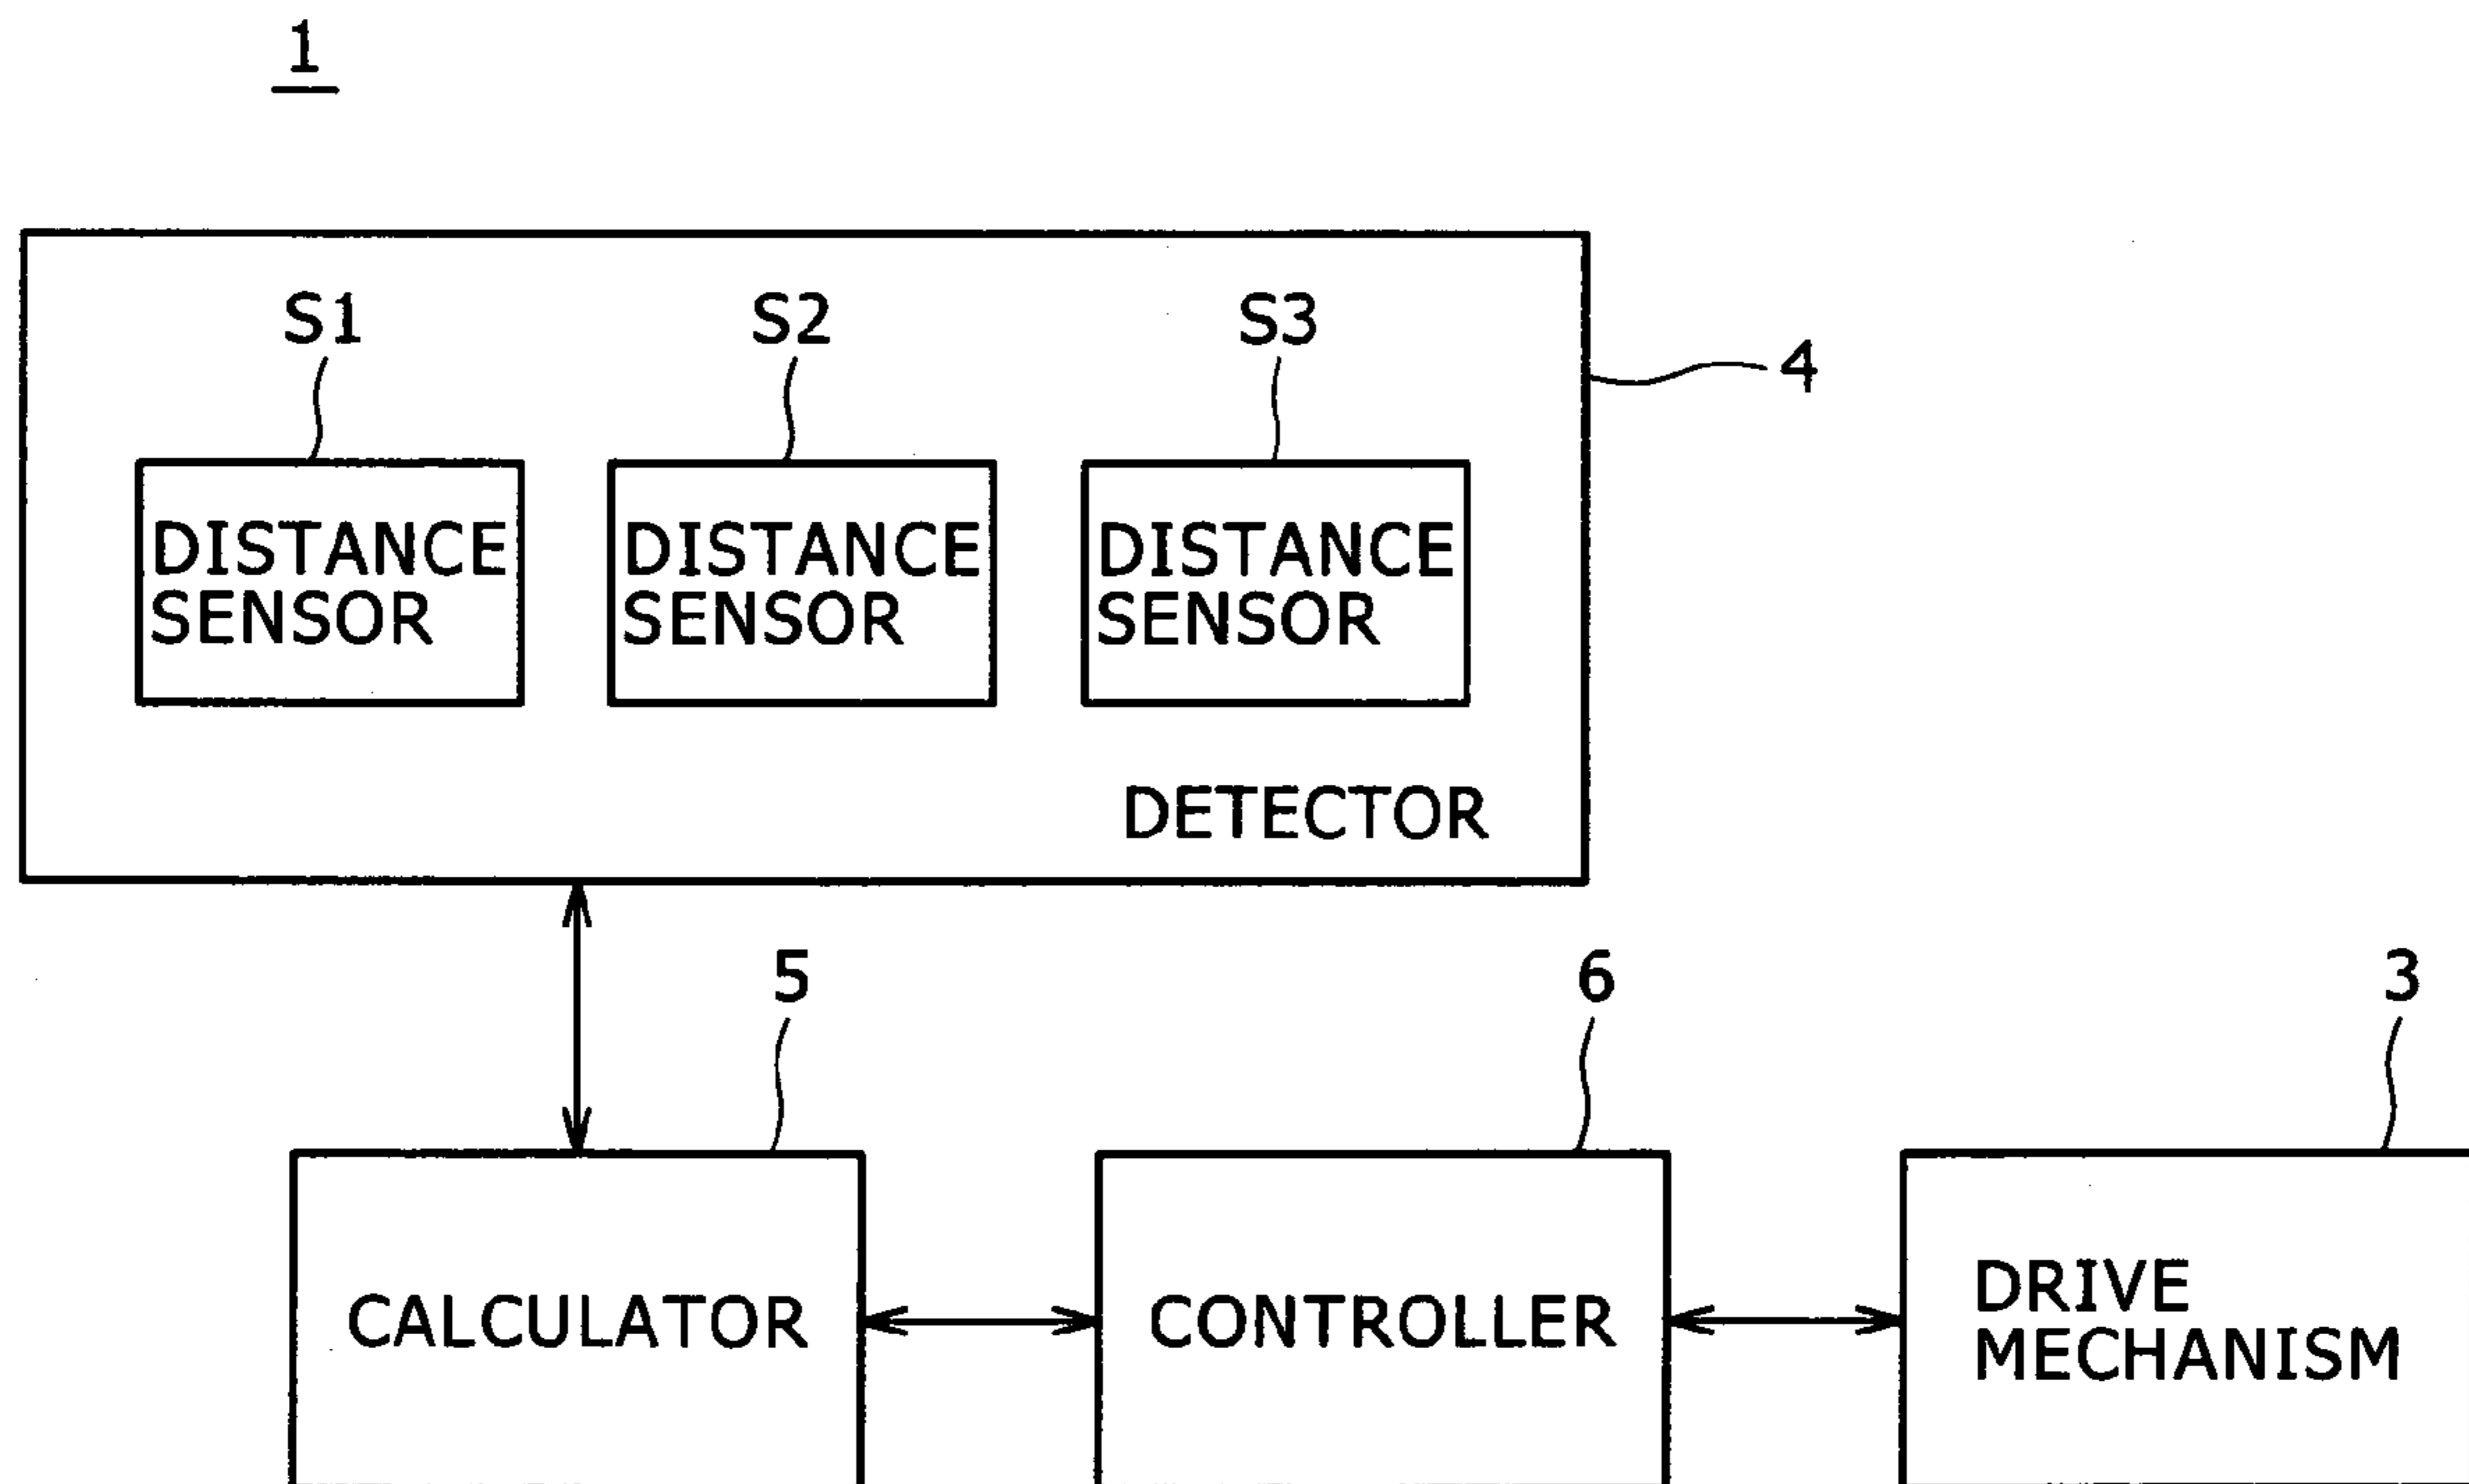 1
S1
S2
S3
4
DISTANCE
SENSOR
DISTANCE
SENSOR
DISTANCE
SENSOR
DETECTOR
5
6
3
CALCULATOR
CONTROLLER
DRIVE
MECHANISM